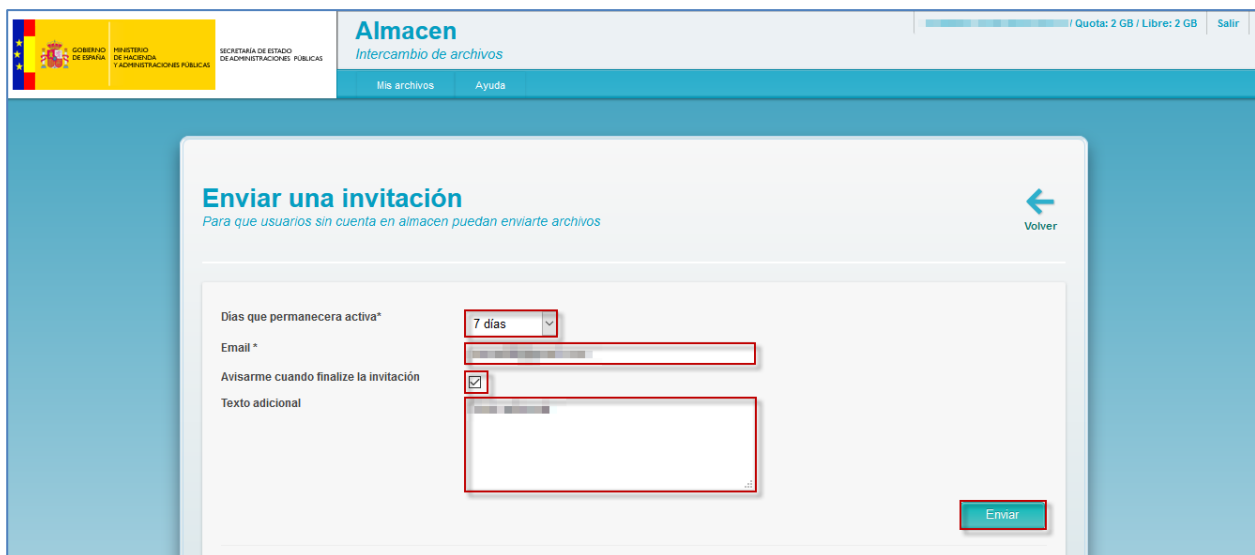 GOBIERNO
DE ESPAÑA
MINISTERIO
DE HACIENDA
Y ADMINISTRACIONES PÚBLICAS
SECRETARÍA DE ESTADO
DE ADMINISTRACIONES PÚBLICAS
Almacen
Intercambio de archivos
/ Quota: 2 GB / Libre: 2 GB
Salir
Mis archivos
Ayuda
Enviar una invitación
Para que usuarios sin cuenta en almacen puedan enviarte archivos
Volver
Dias que permanecera activa*
7 días
Email *
Avisarme cuando finalize la invitación
Texto adicional
Enviar